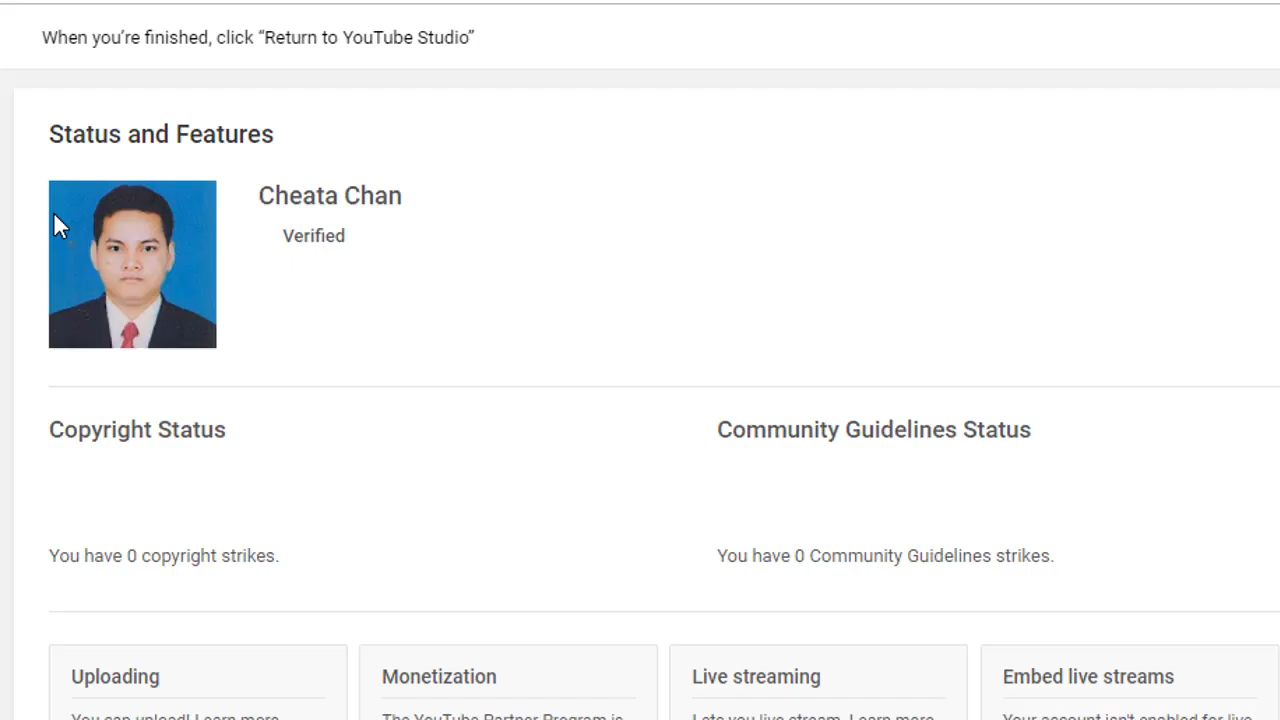 When you’re finished, click “Return to YouTube Studio”
Status and Features
Cheata Chan
Verified
Copyright Status
Community Guidelines Status
You have 0 copyright strikes.
You have 0 Community Guidelines strikes.
Uploading
Monetization
Live streaming
Embed live streams
You can upload! Learn more
The YouTube Partner Program is
Lets you live stream. Learn more
Your account isn't enabled for live